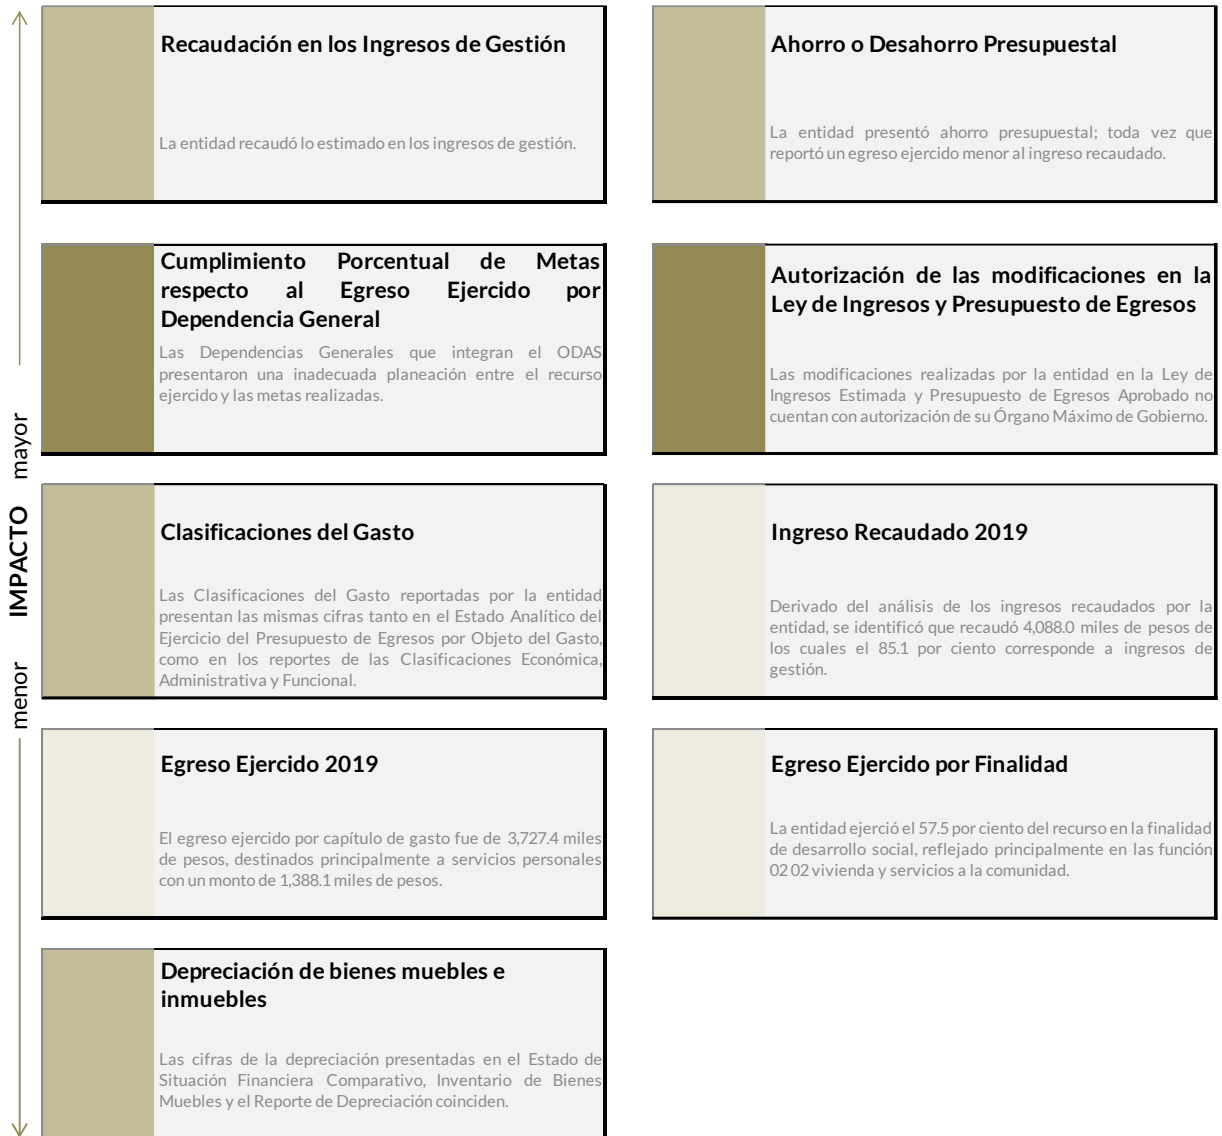 Recaudación en los Ingresos de Gestión
La entidad recaudó lo estimado en los ingresos de gestión.
Ahorro o Desahorro Presupuestal
La entidad presentó ahorro presupuestal; toda vez que
reportó un egreso ejercido menor al ingreso recaudado.
Cumplimiento Porcentual de Metas
respecto al Egreso Ejercido por
Dependencia General
Las Dependencias Generales que integran el ODAS
presentaron una inadecuada planeación entre el recurso
ejercido y las metas realizadas.
Autorización de las modificaciones en la
Ley de Ingresos y Presupuesto de Egresos
Las modificaciones realizadas por la entidad en la Ley de
Ingresos Estimada y Presupuesto de Egresos Aprobado no
cuentan con autorización de su Órgano Máximo de Gobierno.
menor IMPACTO mayor
Clasificaciones del Gasto
Las Clasificaciones del Gasto reportadas por la entidad
presentan las mismas cifras tanto en el Estado Analítico del
Ejercicio del Presupuesto de Egresos por Objeto del Gasto,
como en los reportes de las Clasificaciones Económica,
Administrativa y Funcional.
Ingreso Recaudado 2019
Derivado del análisis de los ingresos recaudados por la
entidad, se identificó que recaudó 4,088.0 miles de pesos de
los cuales el 85.1 por ciento corresponde a ingresos de
gestión.
Egreso Ejercido 2019
El egreso ejercido por capítulo de gasto fue de 3,727.4 miles
de pesos, destinados principalmente a servicios personales
con un monto de 1,388.1 miles de pesos.
Egreso Ejercido por Finalidad
La entidad ejerció el 57.5 por ciento del recurso en la finalidad
de desarrollo social, reflejado principalmente en las función
02 02 vivienda y servicios a la comunidad.
Depreciación de bienes muebles e
inmuebles
Las cifras de la depreciación presentadas en el Estado de
Situación Financiera Comparativo, Inventario de Bienes
Muebles y el Reporte de Depreciación coinciden.